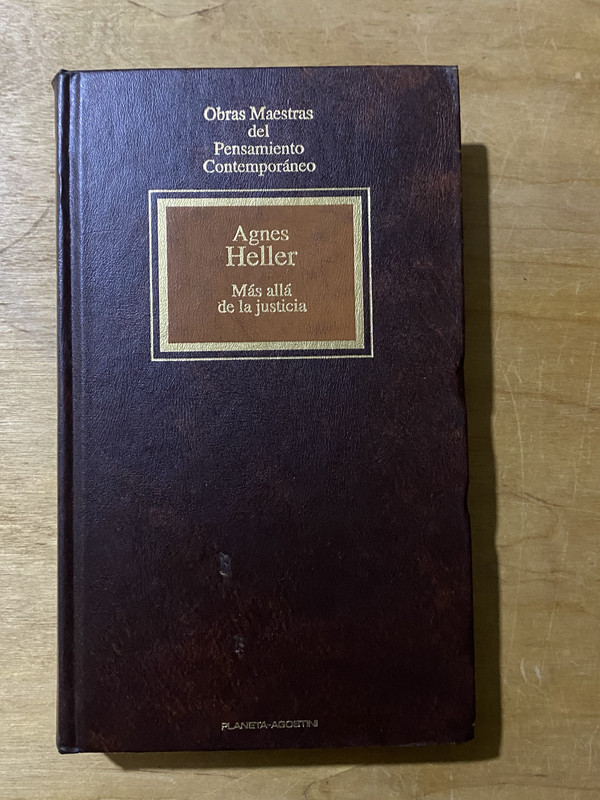 Obras Maestras
del
Pensamiento
Contemporáneo
Agnes
Heller
Más allá
de la justicia
PLANETA-AGOSTINI